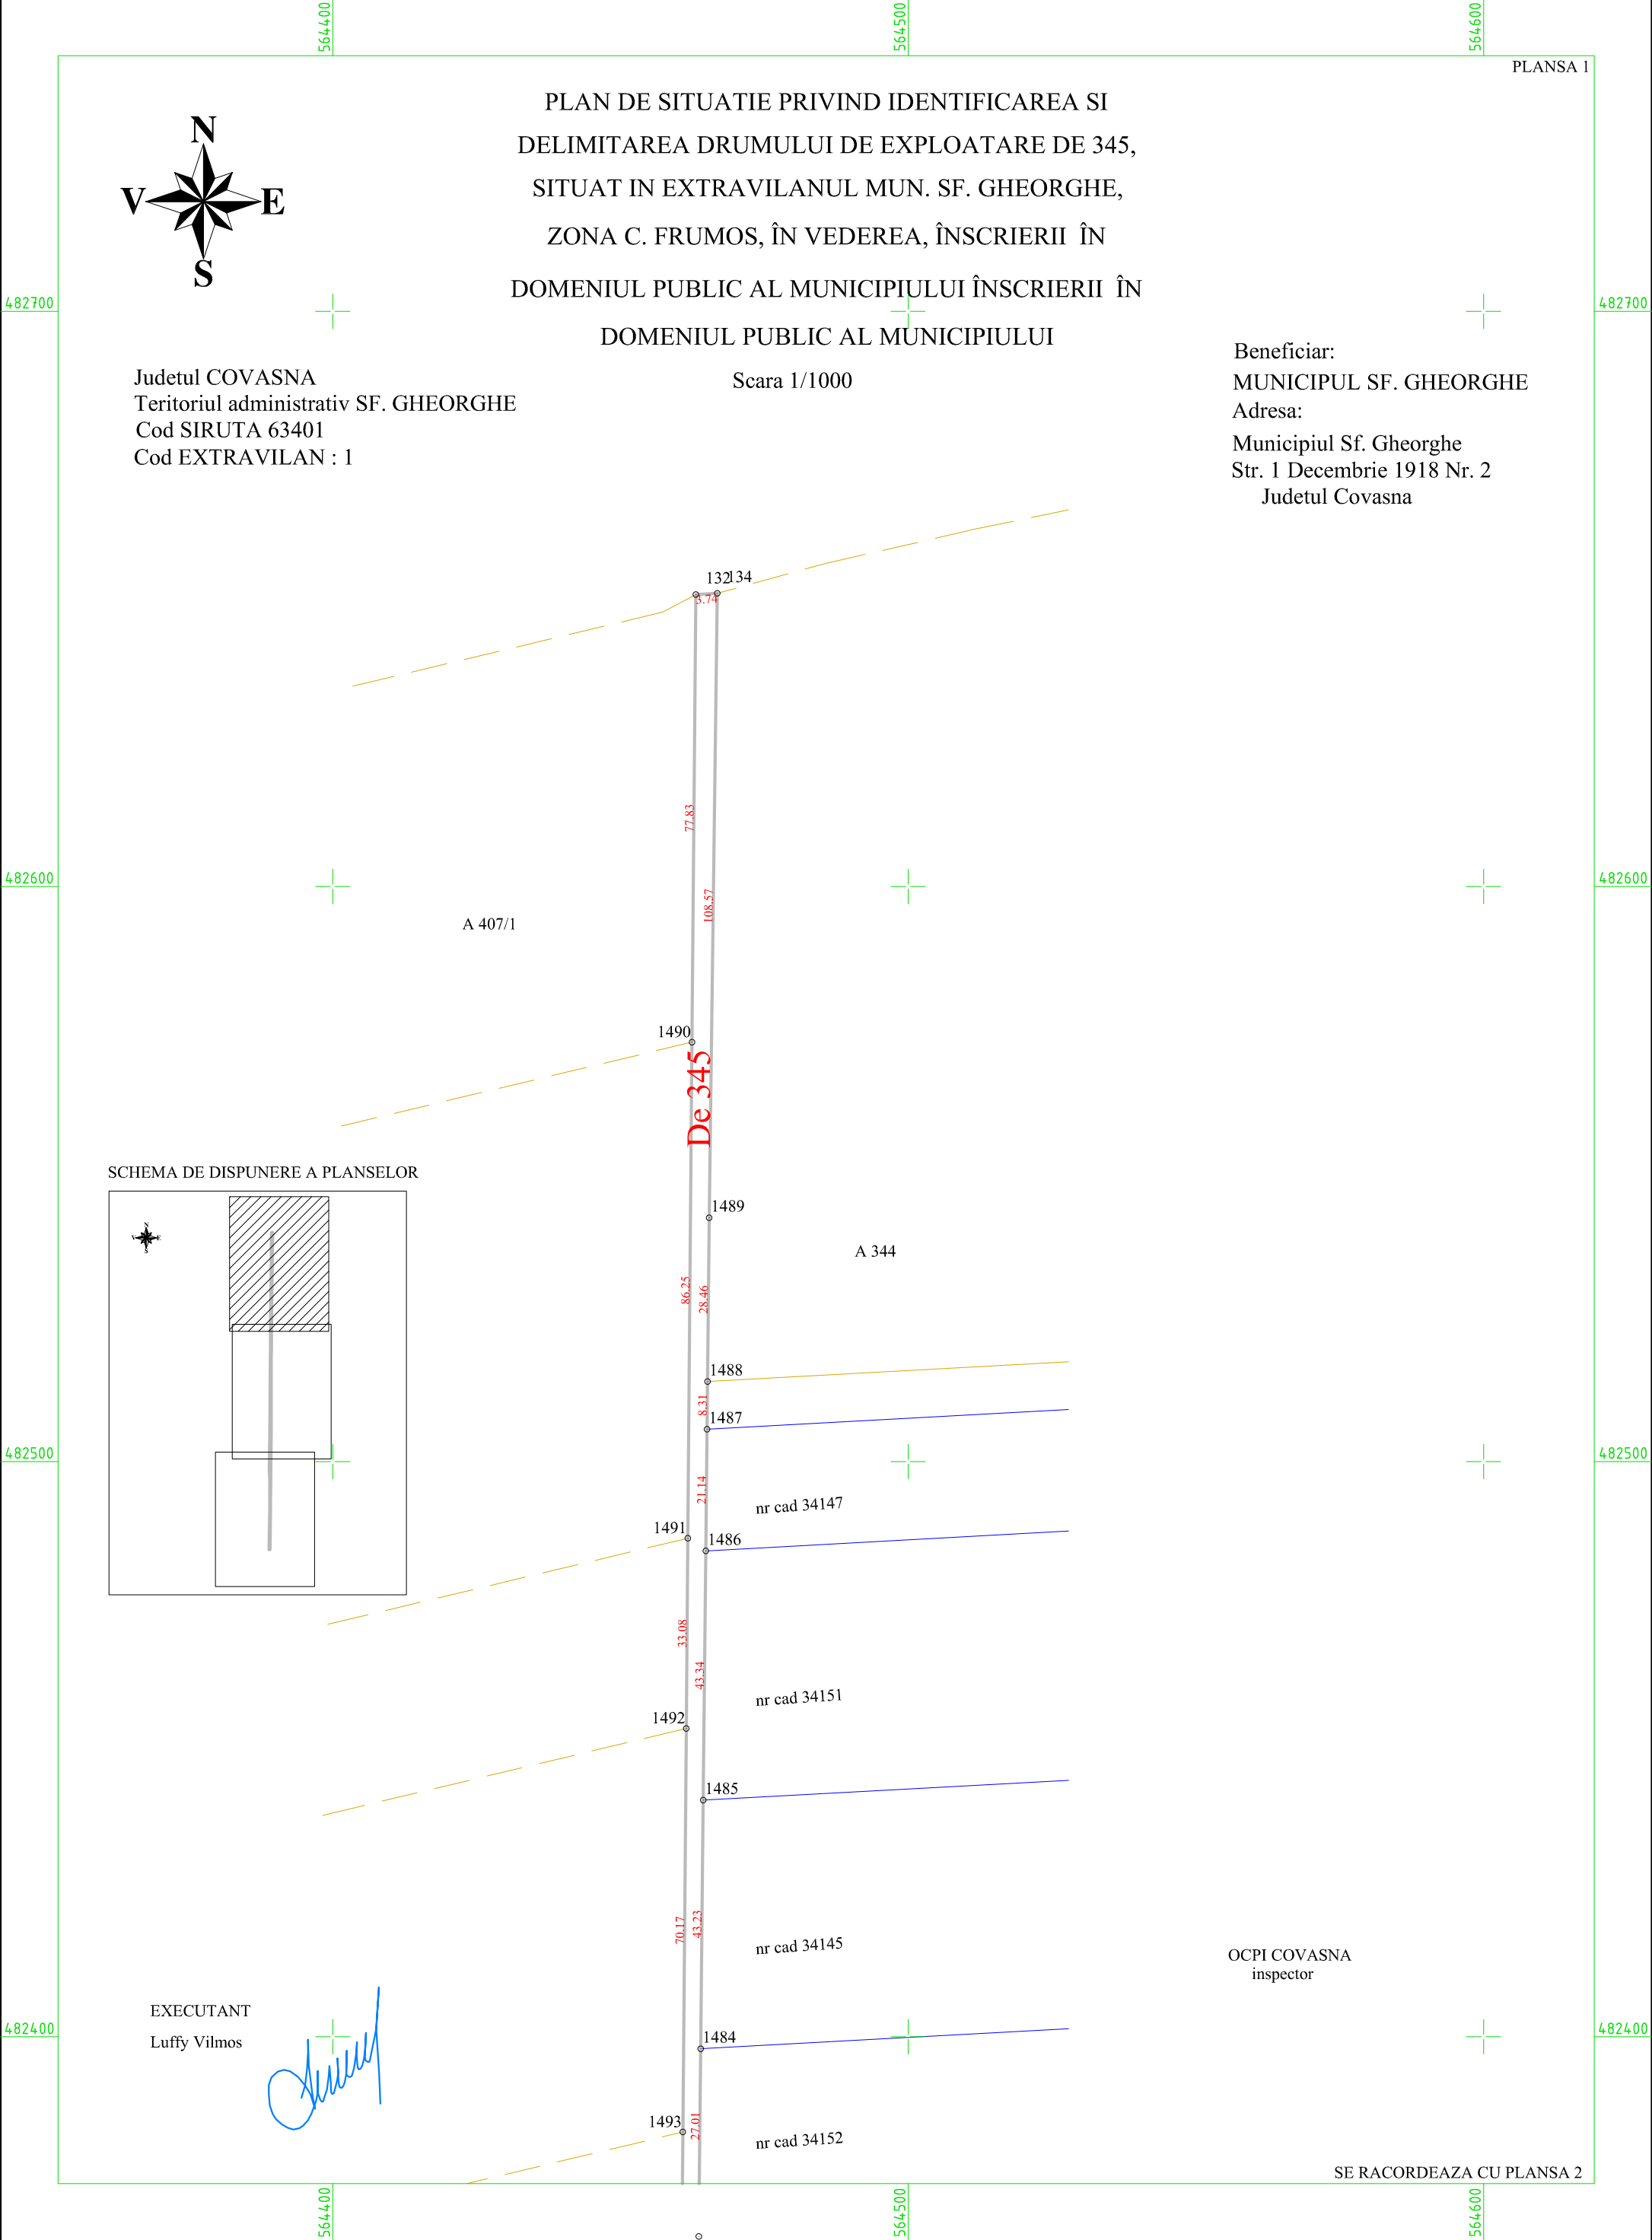 564400
564500
564600
PLANSA 1
PLAN DE SITUATIE PRIVIND IDENTIFICAREA SI
DELIMITAREA DRUMULUI DE EXPLOATARE DE 345,
SITUAT IN EXTRAVILANUL MUN. SF. GHEORGHE,
ZONA C. FRUMOS, ÎN VEDEREA, ÎNSCRIERII ÎN
DOMENIUL PUBLIC AL MUNICIPIULUI ÎNSCRIERII ÎN
DOMENIUL PUBLIC AL MUNICIPIULUI
Scara 1/1000
N
V E
S
482700
482700
Judetul COVASNA
Teritoriul administrativ SF. GHEORGHE
Cod SIRUTA 63401
Cod EXTRAVILAN : 1
Beneficiar:
MUNICIPUL SF. GHEORGHE
Adresa:
Municipiul Sf. Gheorghe
Str. 1 Decembrie 1918 Nr. 2
Judetul Covasna
132
134
3.74
77.83
482600
482600
108.57
A 407/1
1490
De 345
SCHEMA DE DISPUNERE A PLANSELOR
N
V E
S
1489
A 344
86.25
28.46
1488
8.31
1487
482500
482500
21.14
nr cad 34147
1491
1486
33.08
43.34
nr cad 34151
1492
1485
70.17
43.23
nr cad 34145
OCPI COVASNA
inspector
EXECUTANT
Luffy Vilmos
482400
482400
1484
1493
27.01
nr cad 34152
SE RACORDEAZA CU PLANSA 2
564400
564500
564600